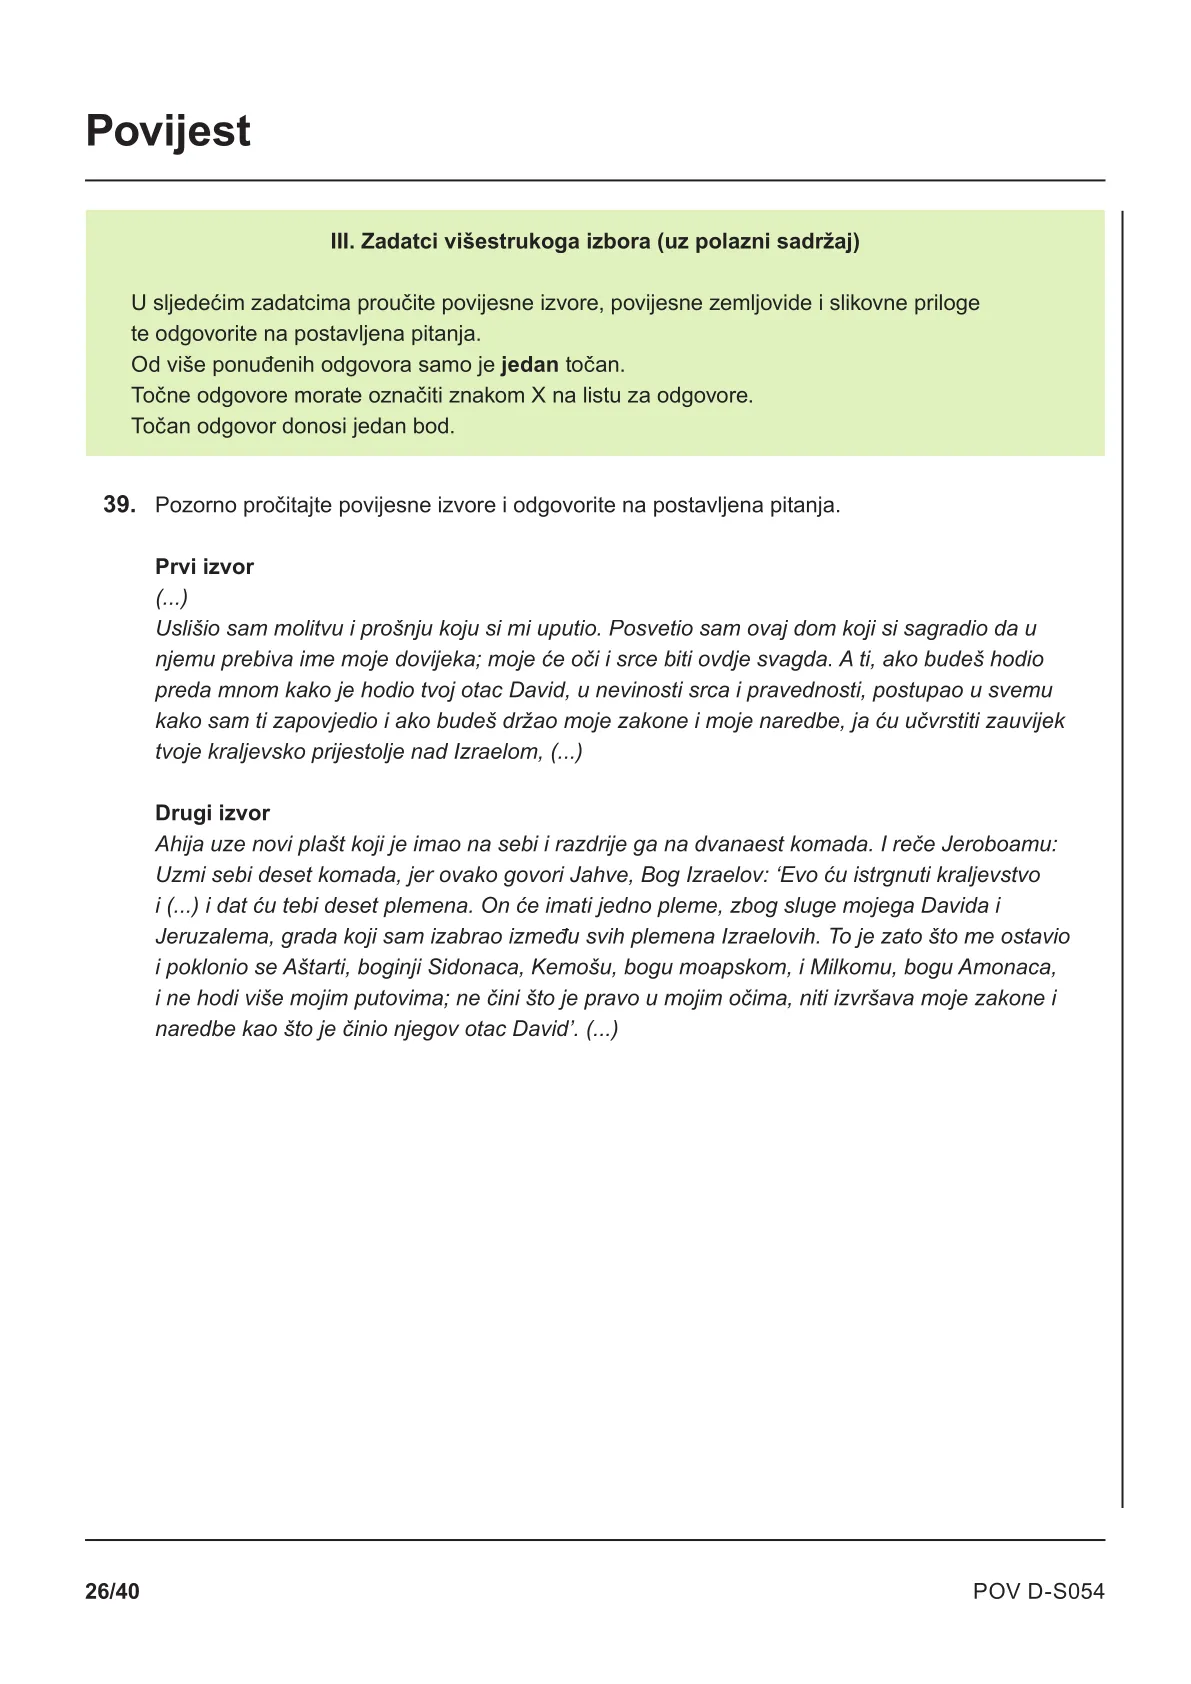 Povijest
III. Zadatci višestrukoga izbora (uz polazni sadržaj)
U sljedećim zadatcima proučite povijesne izvore, povijesne zemljovide i slikovne priloge
te odgovorite na postavljena pitanja.
Od više ponuđenih odgovora samo je jedan točan.
Točne odgovore morate označiti znakom X na listu za odgovore.
Točan odgovor donosi jedan bod.
39. Pozorno pročitajte povijesne izvore i odgovorite na postavljena pitanja.
Prvi izvor
(...)
Uslišio sam molitvu i prošnju koju si mi uputio. Posvetio sam ovaj dom koji si sagradio da u
njemu prebiva ime moje dovijeka; moje će oči i srce biti ovdje svagda. A ti, ako budeš hodio
preda mnom kako je hodio tvoj otac David, u nevinosti srca i pravednosti, postupao u svemu
kako sam ti zapovjedio i ako budeš držao moje zakone i moje naredbe, ja ću učvrstiti zauvijek
tvoje kraljevsko prijestolje nad Izraelom, (...)
Drugi izvor
Ahija uze novi plašt koji je imao na sebi i razdrije ga na dvanaest komada. I reče Jeroboamu:
Uzmi sebi deset komada, jer ovako govori Jahve, Bog Izraelov: ‘Evo ću istrgnuti kraljevstvo
i (...) i dat ću tebi deset plemena. On će imati jedno pleme, zbog sluge mojega Davida i
Jeruzalema, grada koji sam izabrao između svih plemena Izraelovih. To je zato što me ostavio
i poklonio se Aštarti, boginji Sidonaca, Kemošu, bogu moapskom, i Milkomu, bogu Amonaca,
i ne hodi više mojim putovima; ne čini što je pravo u mojim očima, niti izvršava moje zakone i
naredbe kao što je činio njegov otac David’. (...)
26/40
POV D-S054